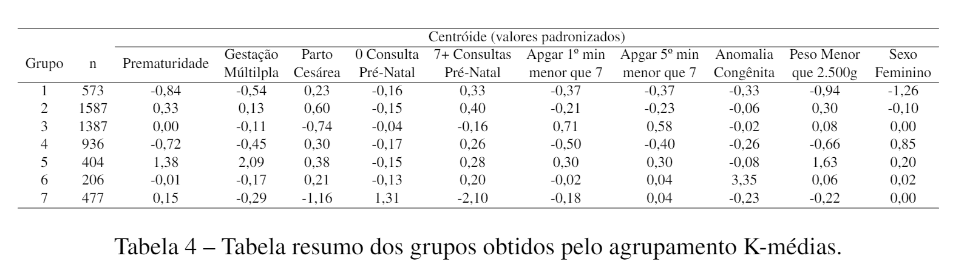 Centróide (valores padronizados)
Grupo n Prematuridade Gestação Múltilpla Parto Cesárea 0 Consulta Pré-Natal 7+ Consultas Pré-Natal Apgar 1º min menor que 7 Apgar 5º min menor que 7 Anomalia Congênita Peso Menor que 2.500g Sexo Feminino
1 573 -0,84 -0,54 0,23 -0,16 0,33 -0,37 -0,37 -0,33 -0,94 -1,26
2 1587 0,33 0,13 0,60 -0,15 0,40 -0,21 -0,23 -0,06 0,30 -0,10
3 1387 0,00 -0,11 -0,74 -0,04 -0,16 0,71 0,58 -0,02 0,08 0,00
4 936 -0,72 -0,45 0,30 -0,17 0,26 -0,50 -0,40 -0,26 -0,66 0,85
5 404 1,38 2,09 0,38 -0,15 0,28 0,30 0,30 -0,08 1,63 0,20
6 206 -0,01 -0,17 0,21 -0,13 0,20 -0,02 0,04 3,35 0,06 0,02
7 477 0,15 -0,29 -1,16 1,31 -2,10 -0,18 0,04 -0,23 -0,22 0,00
Tabela 4 – Tabela resumo dos grupos obtidos pelo agrupamento K-médias.